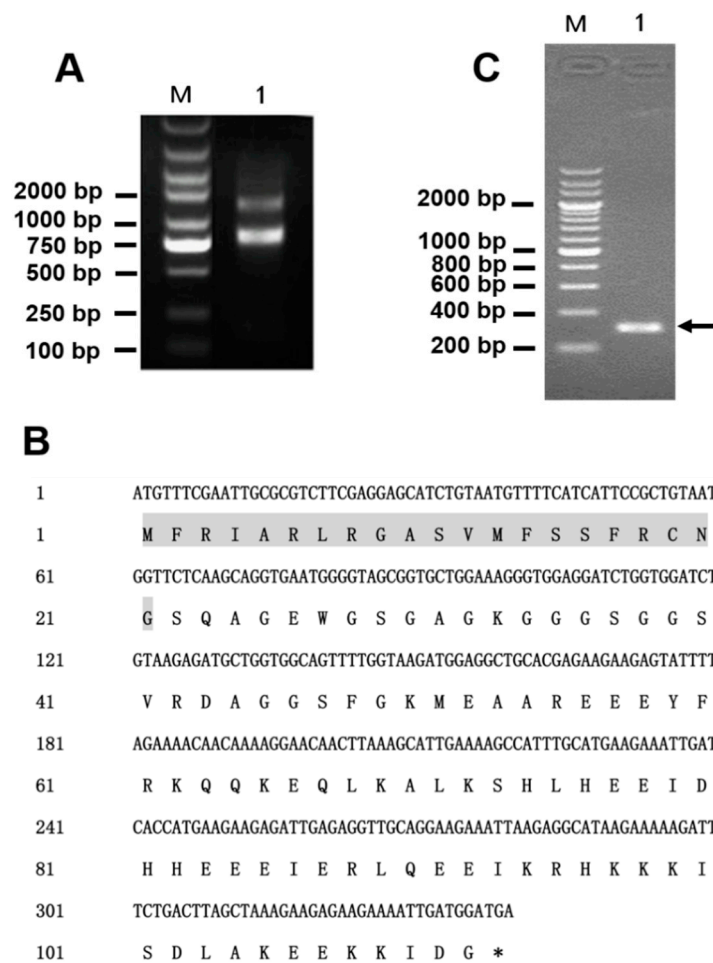 A
M 1
2000 bp
1000 bp
750 bp
500 bp
250 bp
100 bp
C
M 1
2000 bp
1000 bp
800 bp
600 bp
400 bp
200 bp
B
1 ATGTTTCGAATTGCGCGTCTTCGAGGAGCATCTGTAATGTTTTCATCATTCCGCTGTAAT
1 M F R I A R L R G A S V M F S S F R C N
61 GGTTCTCAAGCAGGTGAATGGGGTAGCGGTGCTGGAAAGGGTGGAGGATCTGGTGGATCT
21 G S Q A G E W G S G A G K G G G S G G S
121 GTAAGAGATGCTGGTGGCAGTTTTGGTAAGATGGAGGCTGCACGAGAAGAAGAGTATTTT
41 V R D A G G S F G K M E A A R E E E Y F
181 AGAAAACAACAAAAGGAACAACTTAAAGCATTGAAAAGCCATTTGCATGAAGAAATTGAT
61 R K Q Q K E Q L K A L K S H L H E E I D
241 CACCATGAAGAAGAGATTGAGAGGTTGCAGGAAGAAATTAAGAGGCATAAGAAAAAGATT
81 H H E E E I E R L Q E E I K R H K K K I
301 TCTGACTTAGCTAAAGAAGAGAAGAAAATTGATGGATGA
101 S D L A K E E K K I D G *